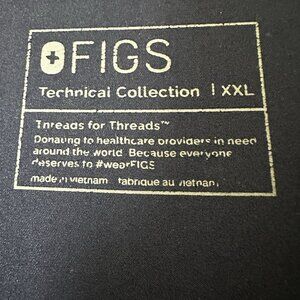 FIGS
Technical Collection | XXL
Threads for Threads™
Donating to healthcare providers in need
around the world. Because everyone
deserves to #wearFIGS
made in vietnam fabriqué au vietnam